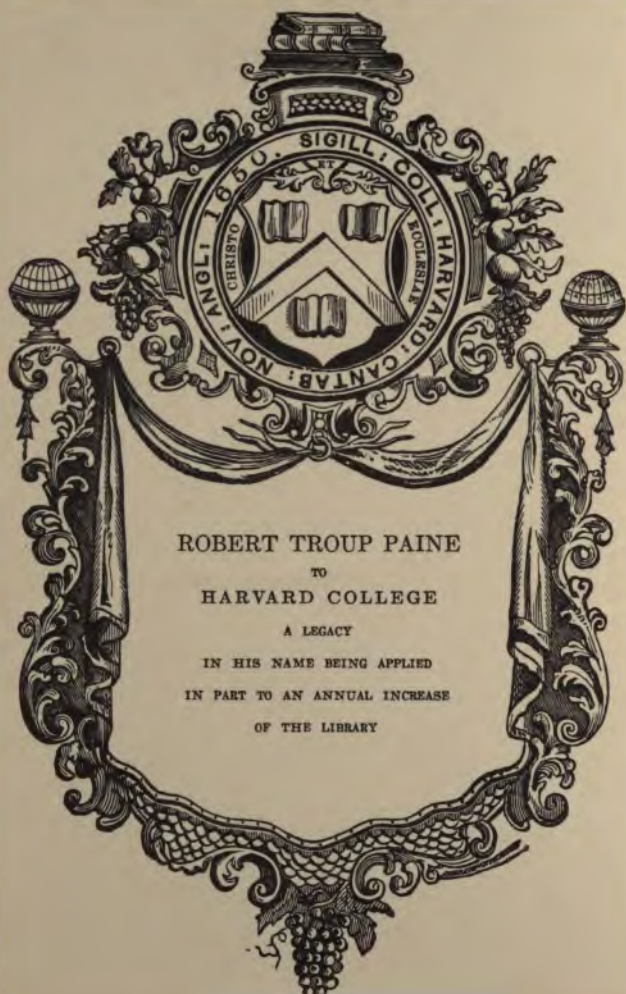 SIGILL: COLL: HARVARD: CANTAB: NOV: ANGL: 1650.
ET
CHRISTO
ECCLESIAE
ROBERT TROUP PAINE
TO
HARVARD COLLEGE
A LEGACY
IN HIS NAME BEING APPLIED
IN PART TO AN ANNUAL INCREASE
OF THE LIBRARY